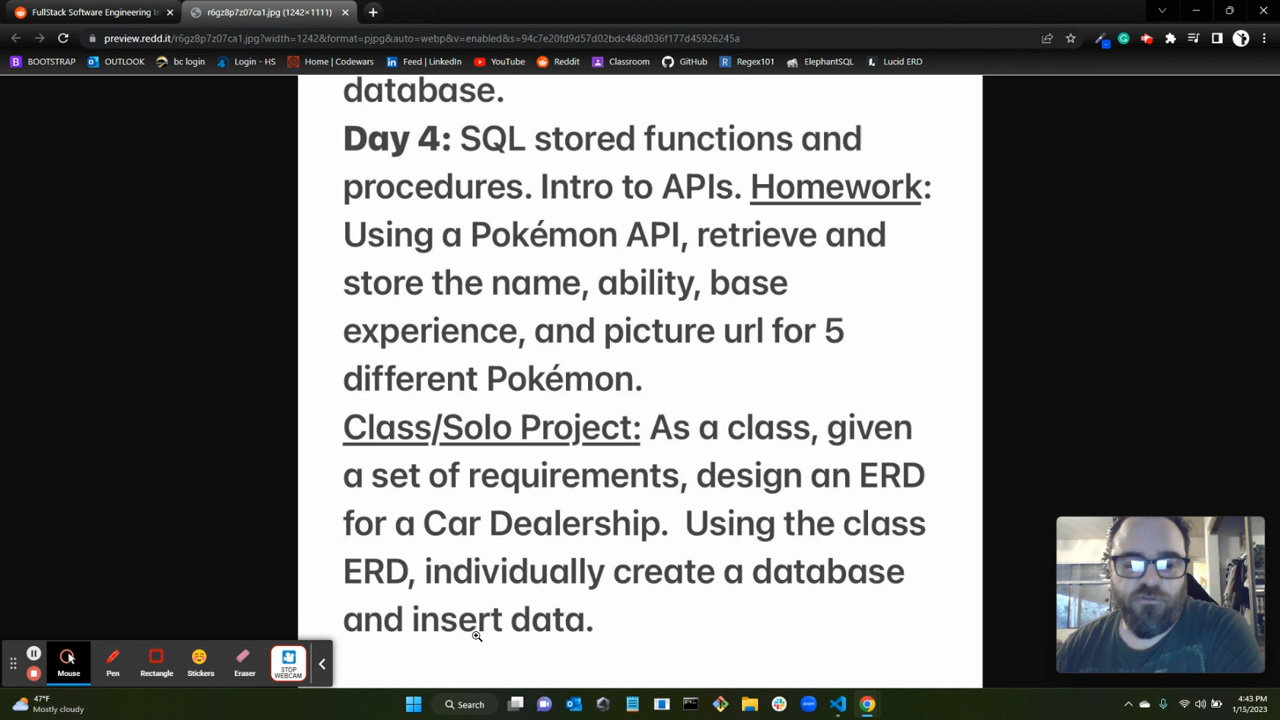 FullStack Software Engineering In
r6gz8p7z07ca1.jpg (1242×1111)
preview.redd.it/r6gz8p7z07ca1.jpg?width=1242&format=pjpg&auto=webp&v=enabled&s=94c7e20fd9d57d02bdc468d036f177d45926245a
BOOTSTRAP OUTLOOK bc login Login - HS Home | Codewars Feed | LinkedIn YouTube Reddit Classroom GitHub Regex101 ElephantSQL Lucid ERD
database.
Day 4: SQL stored functions and
procedures. Intro to APIs. Homework:
Using a Pokémon API, retrieve and
store the name, ability, base
experience, and picture url for 5
different Pokémon.
Class/Solo Project: As a class, given
a set of requirements, design an ERD
for a Car Dealership. Using the class
ERD, individually create a database
and insert data.
Mouse Pen Rectangle Stickers Eraser STOP
WEBCAM
47°F
Mostly cloudy
Search
4:43 PM
1/15/2023